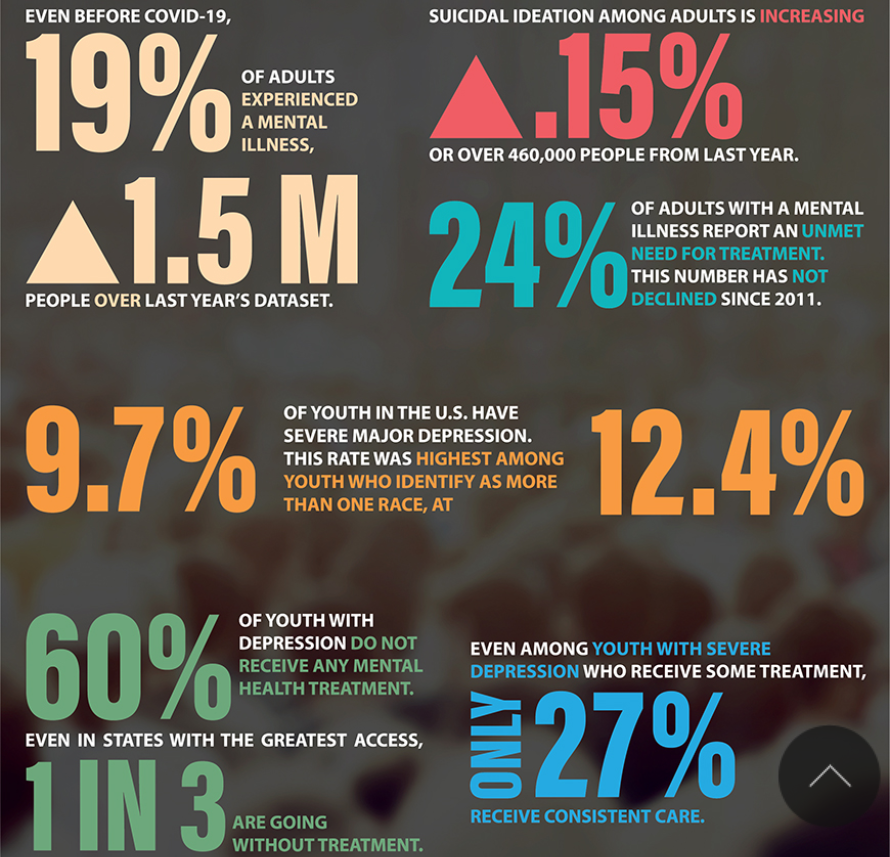 EVEN BEFORE COVID-19,
19%
OF ADULTS
EXPERIENCED
A MENTAL
ILLNESS,
▲1.5 M
PEOPLE OVER LAST YEAR'S DATASET.
SUICIDAL IDEATION AMONG ADULTS IS INCREASING
▲.15%
OR OVER 460,000 PEOPLE FROM LAST YEAR.
24%
OF ADULTS WITH A MENTAL
ILLNESS REPORT AN UNMET
NEED FOR TREATMENT.
THIS NUMBER HAS NOT
DECLINED SINCE 2011.
9.7%
OF YOUTH IN THE U.S. HAVE
SEVERE MAJOR DEPRESSION.
THIS RATE WAS HIGHEST AMONG
YOUTH WHO IDENTIFY AS MORE
THAN ONE RACE, AT
12.4%
60%
OF YOUTH WITH
DEPRESSION DO NOT
RECEIVE ANY MENTAL
HEALTH TREATMENT.
EVEN IN STATES WITH THE GREATEST ACCESS,
1 IN 3
ARE GOING
WITHOUT TREATMENT.
EVEN AMONG YOUTH WITH SEVERE
DEPRESSION WHO RECEIVE SOME TREATMENT,
ONLY
27%
RECEIVE CONSISTENT CARE.